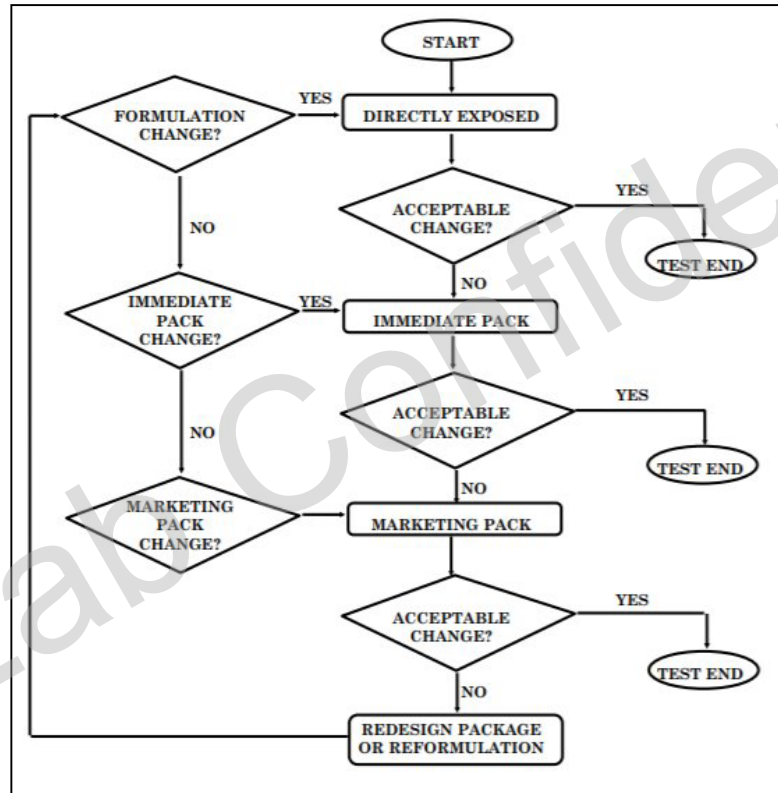 START
FORMULATION
CHANGE?
YES
DIRECTLY EXPOSED
ACCEPTABLE
CHANGE?
YES
TEST END
NO
NO
IMMEDIATE
PACK
CHANGE?
YES
IMMEDIATE PACK
ACCEPTABLE
CHANGE?
YES
TEST END
NO
NO
MARKETING
PACK
CHANGE?
MARKETING PACK
ACCEPTABLE
CHANGE?
YES
TEST END
NO
REDESIGN PACKAGE
OR REFORMULATION
Lab Confide